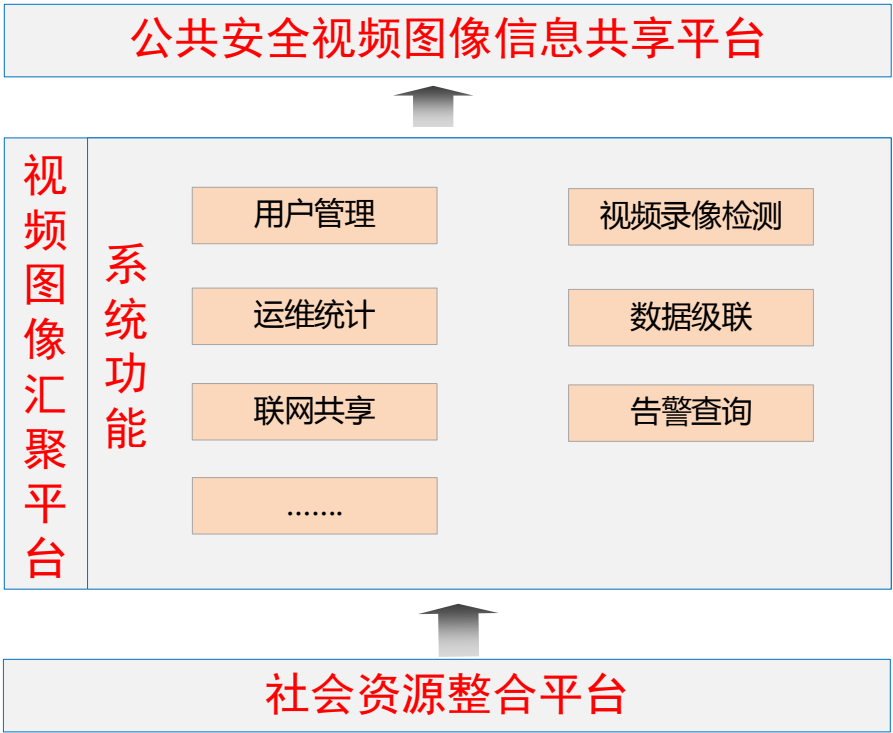 公共安全视频图像信息共享平台
视频图像汇聚平台
系统功能
用户管理
视频录像检测
运维统计
数据级联
联网共享
告警查询
.......
社会资源整合平台